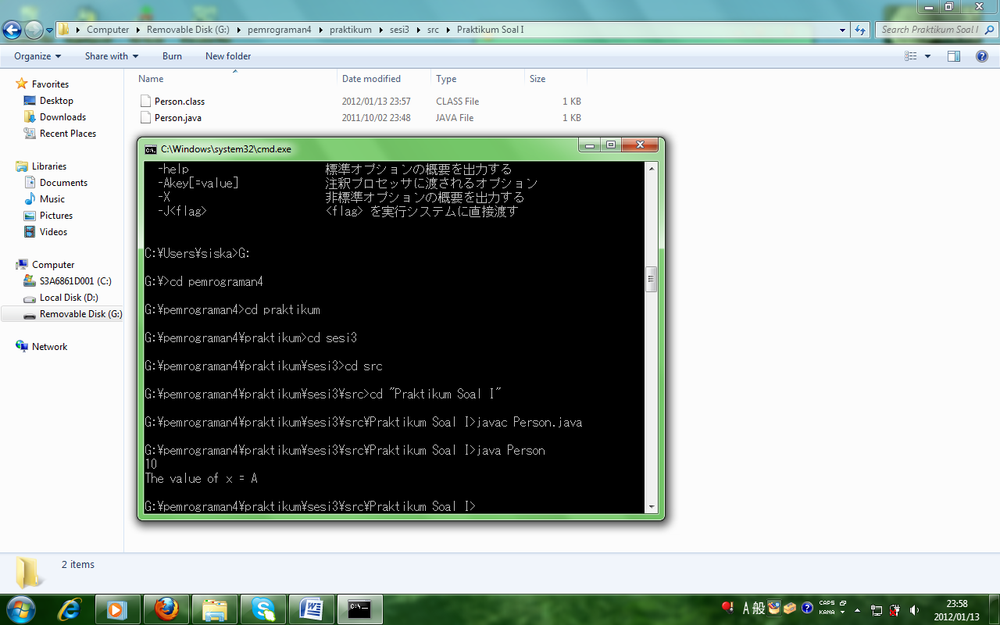 Computer Removable Disk (G:) pemrograman4 praktikum sesi3 src Praktikum Soal I Search Praktikum Soal I
Organize Share with Burn New folder
Name Date modified Type Size
Favorites
Desktop
Downloads
Recent Places
Libraries
Documents
Music
Pictures
Videos
Computer
S3A6861D001 (C:)
Local Disk (D:)
Removable Disk (G:)
Network
Person.class 2012/01/13 23:57 CLASS File 1 KB
Person.java 2011/10/02 23:48 JAVA File 1 KB
C:\Windows\system32\cmd.exe
-help 標準オプションの概要を出力する
-Akey[=value] 注釈プロセッサに渡されるオプション
-X 非標準オプションの概要を出力する
-J<flag> <flag> を実行システムに直接渡す
C:¥Users¥siska>G:
G:¥>cd pemrograman4
G:¥pemrograman4>cd praktikum
G:¥pemrograman4¥praktikum>cd sesi3
G:¥pemrograman4¥praktikum¥sesi3>cd src
G:¥pemrograman4¥praktikum¥sesi3¥src>cd "Praktikum Soal I"
G:¥pemrograman4¥praktikum¥sesi3¥src¥Praktikum Soal I>javac Person.java
G:¥pemrograman4¥praktikum¥sesi3¥src¥Praktikum Soal I>java Person
10
The value of x = A
G:¥pemrograman4¥praktikum¥sesi3¥src¥Praktikum Soal I>
2 items
A 般 CAPS KANA
23:58
2012/01/13